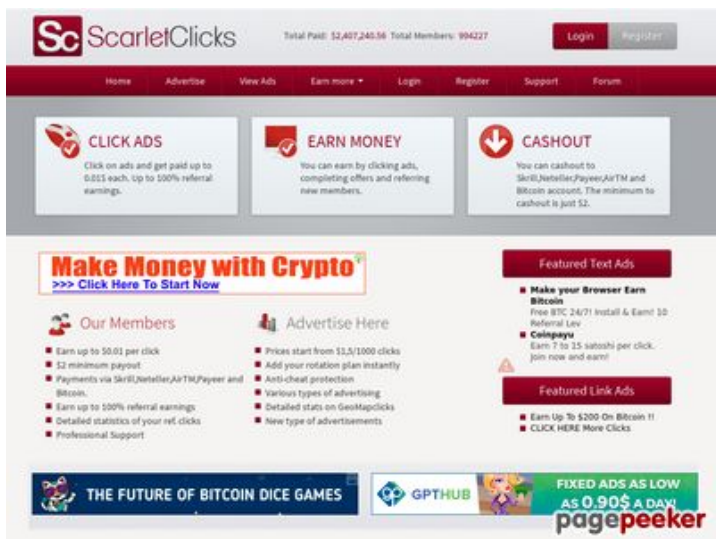 Sc ScarletClicks
Total Paid: $2,407,240.56 Total Members: 994227
Login
Register
Home
Advertise
View Ads
Earn more
Login
Register
Support
Forum
CLICK ADS
Click on ads and get paid up to
0.01$ each. Up to 100% referral
earnings.
EARN MONEY
You can earn by clicking ads,
completing offers and referring
new members.
CASHOUT
You can cashout to
Skrill,Neteller,Payeer,AirTM and
Bitcoin account. The minimum to
cashout is just $2.
Make Money with Crypto
>>> Click Here To Start Now
Our Members
Earn up to $0.01 per click
$2 minimum payout
Payments via Skrill,Neteller,AirTM,Payeer and
Bitcoin.
Earn up to 100% referral earnings
Detailed statistics of your ref. clicks
Professional Support
Advertise Here
Prices start from $1,5/1000 clicks
Add your rotation plan instantly
Anti-cheat protection
Various types of advertising
Detailed stats on GeoMapclicks
New type of advertisements
Featured Text Ads
Make your Browser Earn
Bitcoin
Free BTC 24/7! Install & Earn! 10
Referral Lev
Coinpayu
Earn 7 to 15 satoshi per click.
Join now and earn!
Featured Link Ads
Earn Up To $200 On Bitcoin !!
CLICK HERE More Clicks
THE FUTURE OF BITCOIN DICE GAMES
GPTHUB
FIXED ADS AS LOW
AS 0.90$ A DAY!
pagepeeker